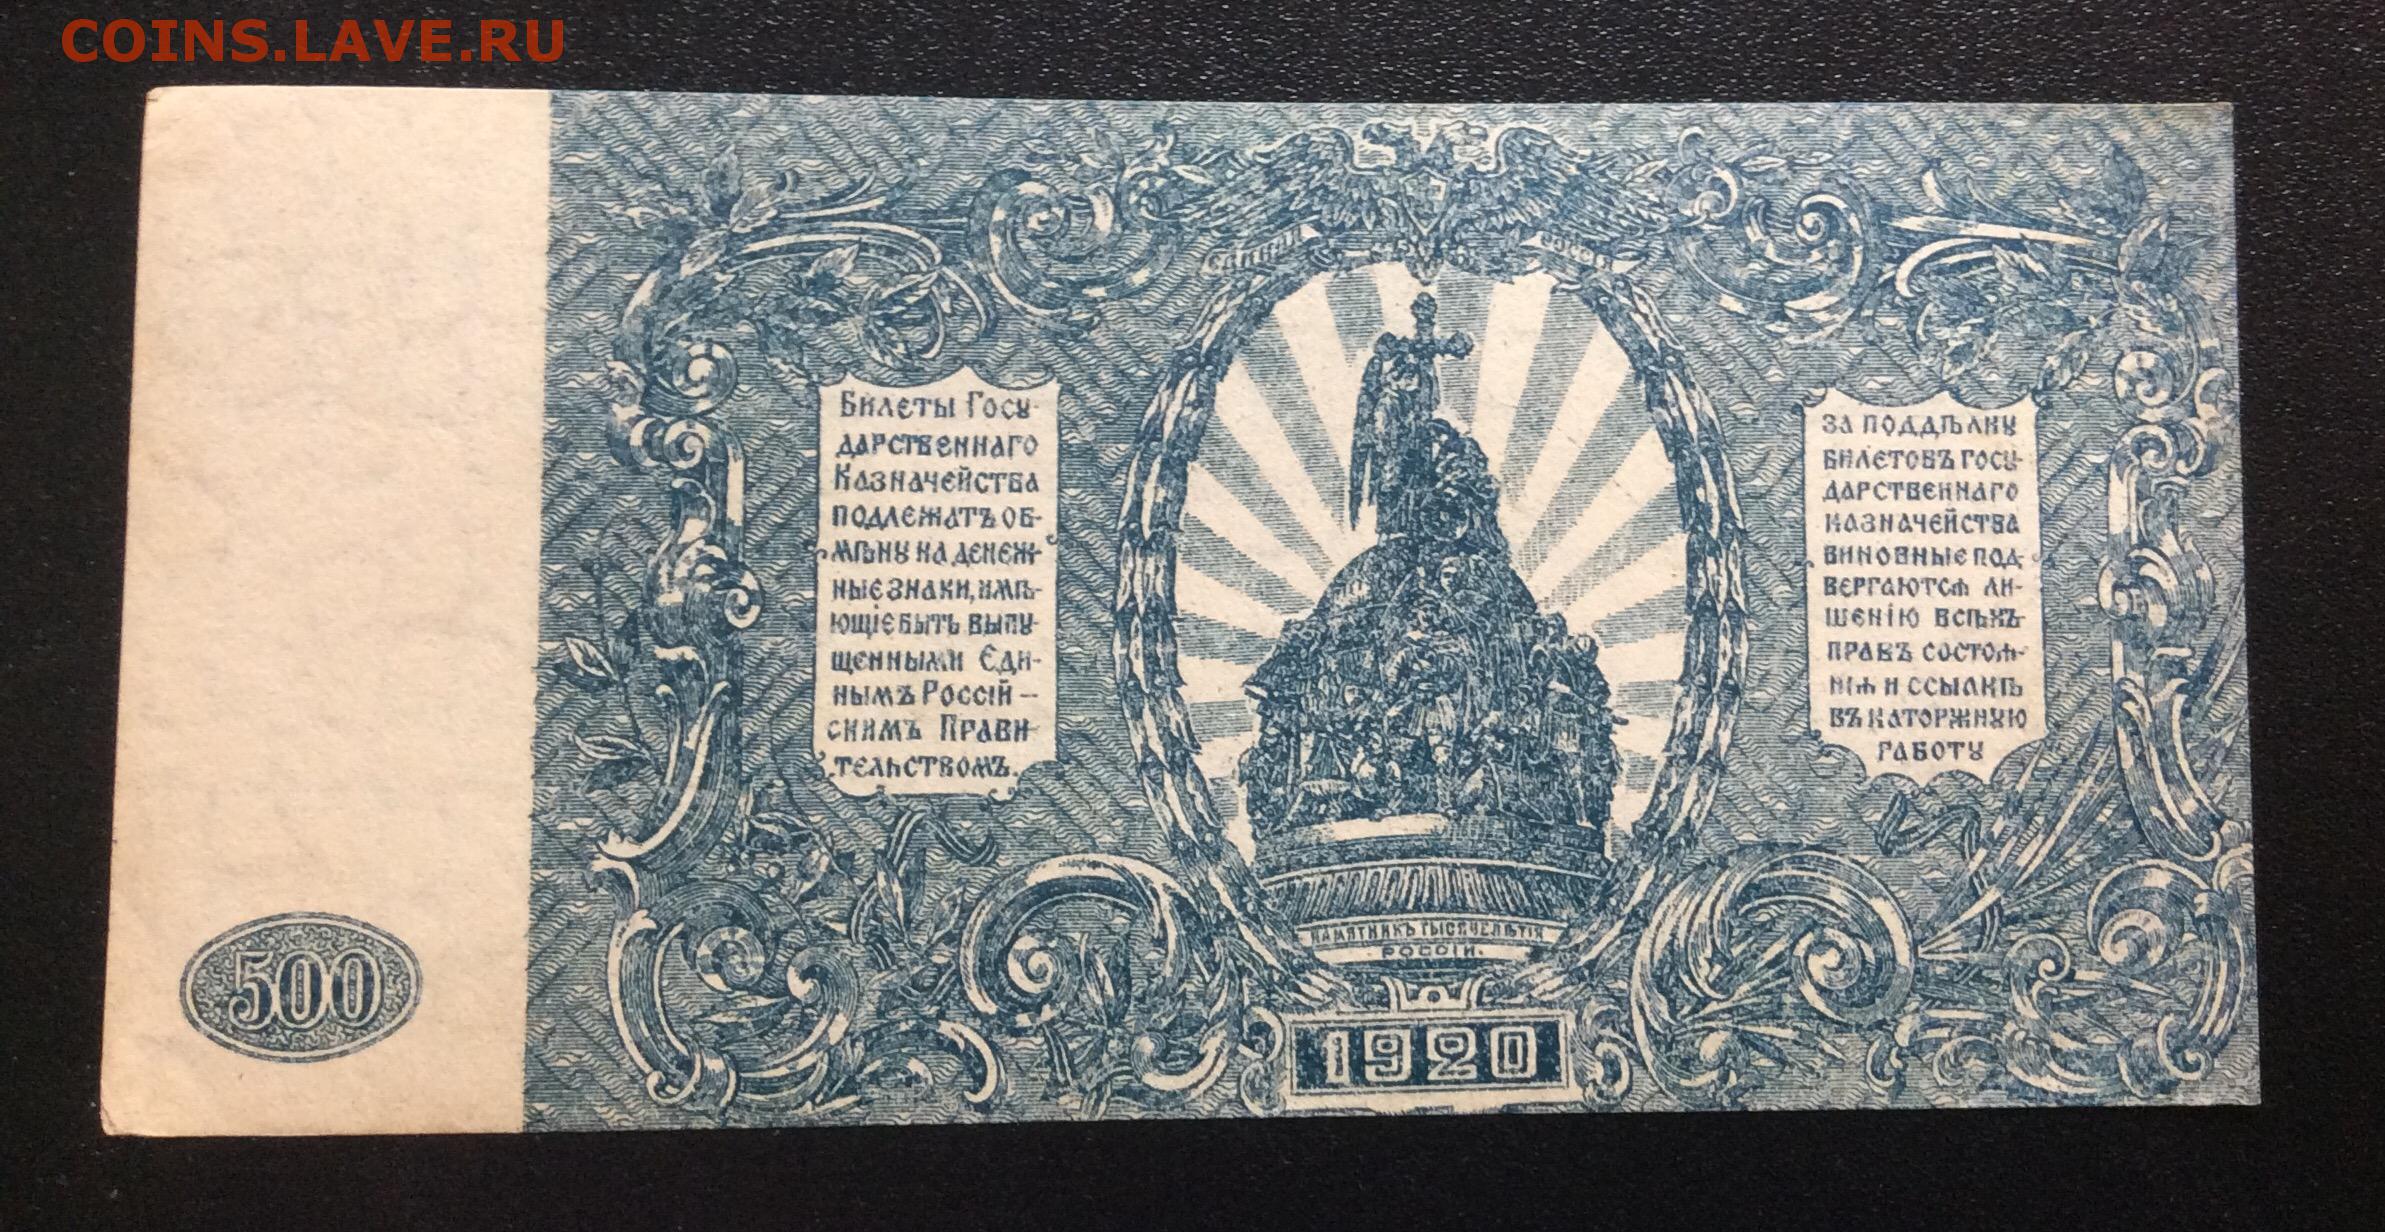 COINS.LAVE.RU
ЕДИНАЯ РОССІЯ
Билеты Госу-
дарственнаго
Казначейства
подлежатъ об-
мѣну на денеж-
ные знаки, имѣ-
ющіе быть выпу-
щенными Еди-
нымъ Россій-
скимъ Прави-
тельствомъ.
За поддѣлку
билетовъ госу-
дарственнаго
казначейства
виновные под-
вергаются ли-
шенію всѣхъ
правъ состоя-
нія и ссылкѣ
въ каторжную
работу
ПАМЯТНИКЪ ТЫСЯЧЕЛѢТІЯ
РОССІИ.
500
1920